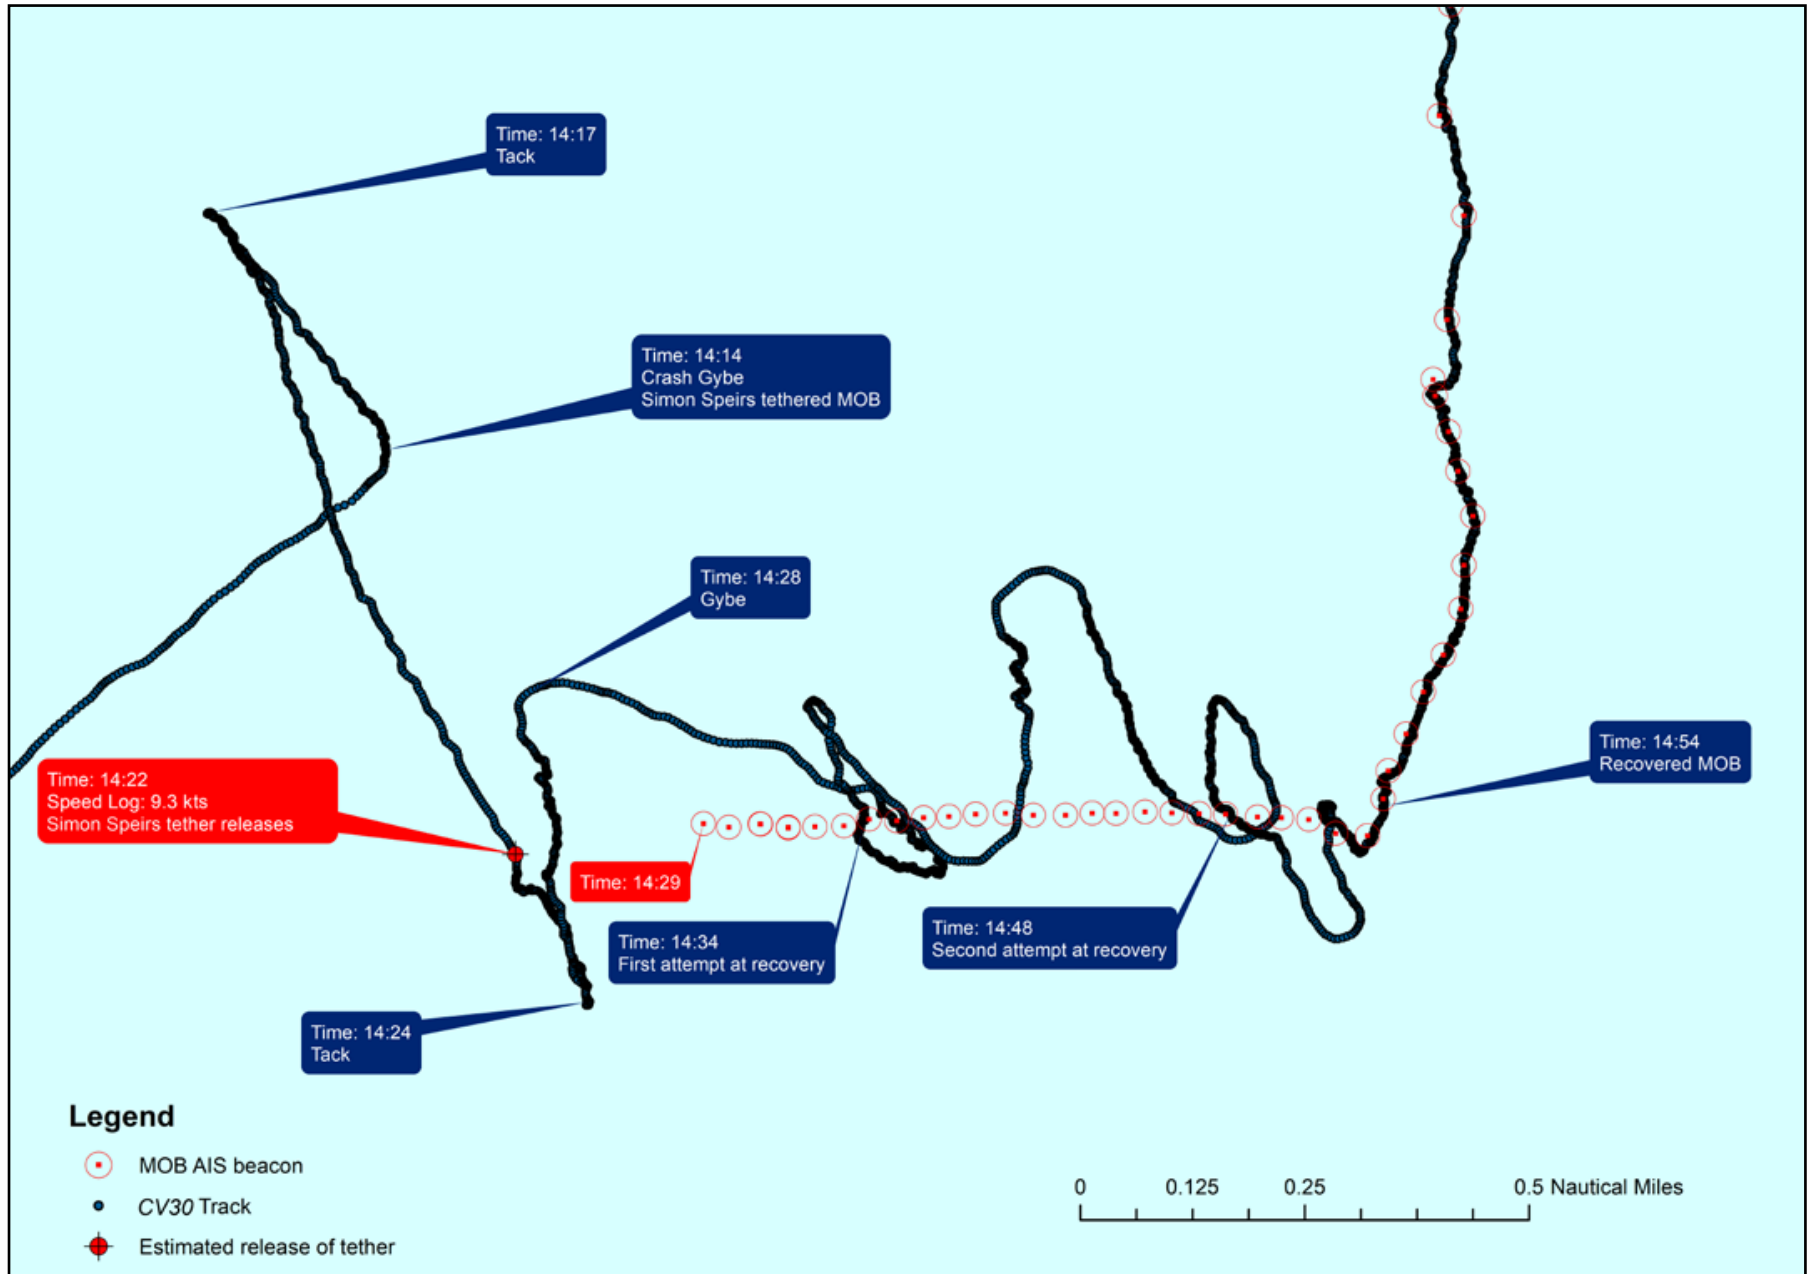 Time: 14:17
Tack
Time: 14:14
Crash Gybe
Simon Speirs tethered MOB
Time: 14:28
Gybe
Time: 14:22
Speed Log: 9.3 kts
Simon Speirs tether releases
Time: 14:54
Recovered MOB
Time: 14:29
Time: 14:34
First attempt at recovery
Time: 14:48
Second attempt at recovery
Time: 14:24
Tack
Legend
MOB AIS beacon
CV30 Track
Estimated release of tether
0 0.125 0.25 0.5 Nautical Miles